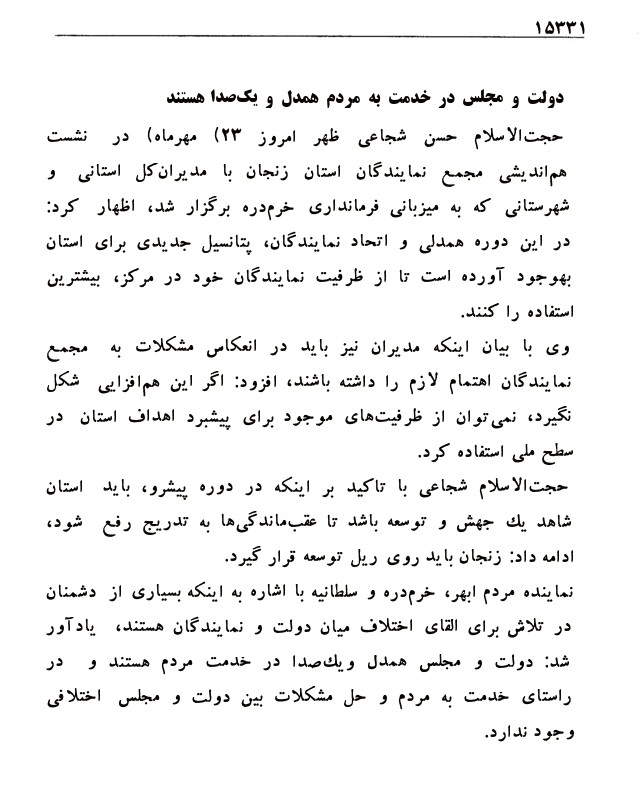 ۱۵۳۳۱
دولت و مجلس در خدمت به مردم همدل و یک‌صدا هستند
حجت‌الاسلام حسن شجاعی ظهر امروز ۲۳) مهرماه) در نشست
هم‌اندیشی مجمع نمایندگان استان زنجان با مدیران‌کل استانی و
شهرستانی که به میزبانی فرمانداری خرم‌دره برگزار شد، اظهار کرد:
در این دوره همدلی و اتحاد نمایندگان، پتانسیل جدیدی برای استان
بهوجود آورده است تا از ظرفیت نمایندگان خود در مرکز، بیشترین
استفاده را کنند.
وی با بیان اینکه مدیران نیز باید در انعکاس مشکلات به مجمع
نمایندگان اهتمام لازم را داشته باشند، افزود: اگر این هم‌افزایی شکل
نگیرد، نمی‌توان از ظرفیت‌های موجود برای پیشبرد اهداف استان در
سطح ملی استفاده کرد.
حجت‌الاسلام شجاعی با تاکید بر اینکه در دوره پیشرو، باید استان
شاهد یك جهش و توسعه باشد تا عقب‌ماندگی‌ها به تدریج رفع شود،
ادامه داد: زنجان باید روی ریل توسعه قرار گیرد.
نماینده مردم ابهر، خرم‌دره و سلطانیه با اشاره به اینکه بسیاری از دشمنان
در تلاش برای القای اختلاف میان دولت و نمایندگان هستند، یادآور
شد: دولت و مجلس همدل ویك‌صدا در خدمت مردم هستند و در
راستای خدمت به مردم و حل مشکلات بین دولت و مجلس اختلافی
وجود ندارد.